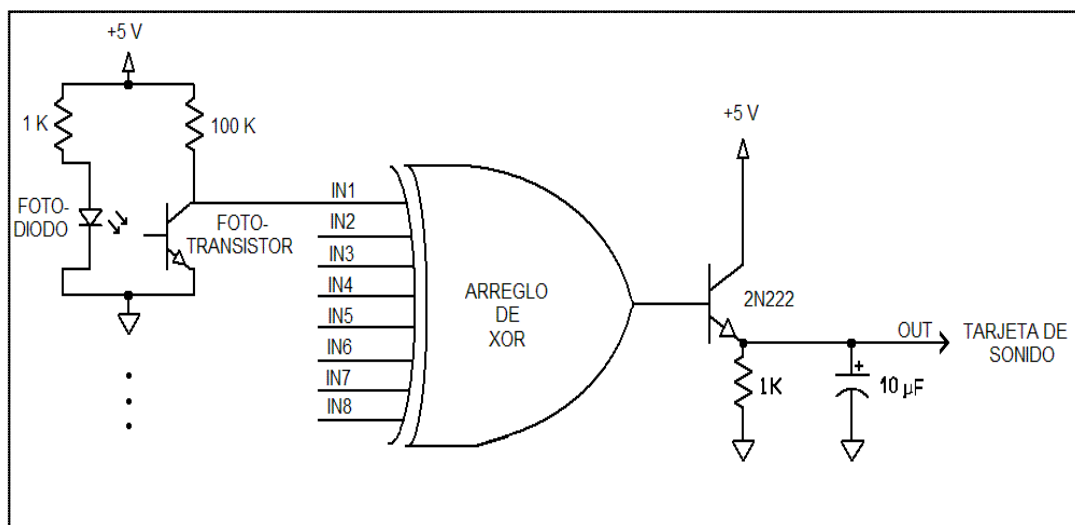 +5 V
1 K
100 K
FOTO-
DIODO
FOTO-
TRANSISTOR
IN1
IN2
IN3
IN4
IN5
IN6
IN7
IN8
ARREGLO
DE
XOR
+5 V
2N222
OUT
TARJETA DE
SONIDO
1K
+
10 µF